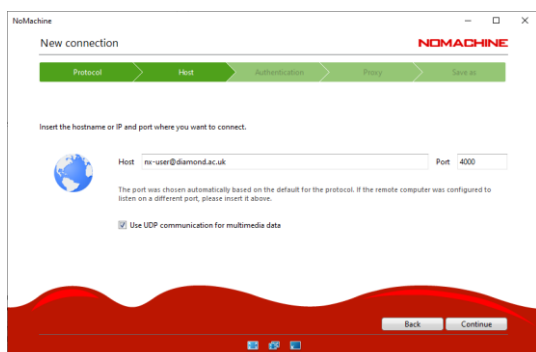 NoMachine
New connection
NOMACHINE
Protocol
Host
Authentication
Proxy
Save as
Insert the hostname or IP and port where you want to connect.
Host nx-user@diamond.ac.uk Port 4000
The port was chosen automatically based on the default for the protocol. If the remote computer was configured to
listen on a different port, please insert it above.
Use UDP communication for multimedia data
Back Continue